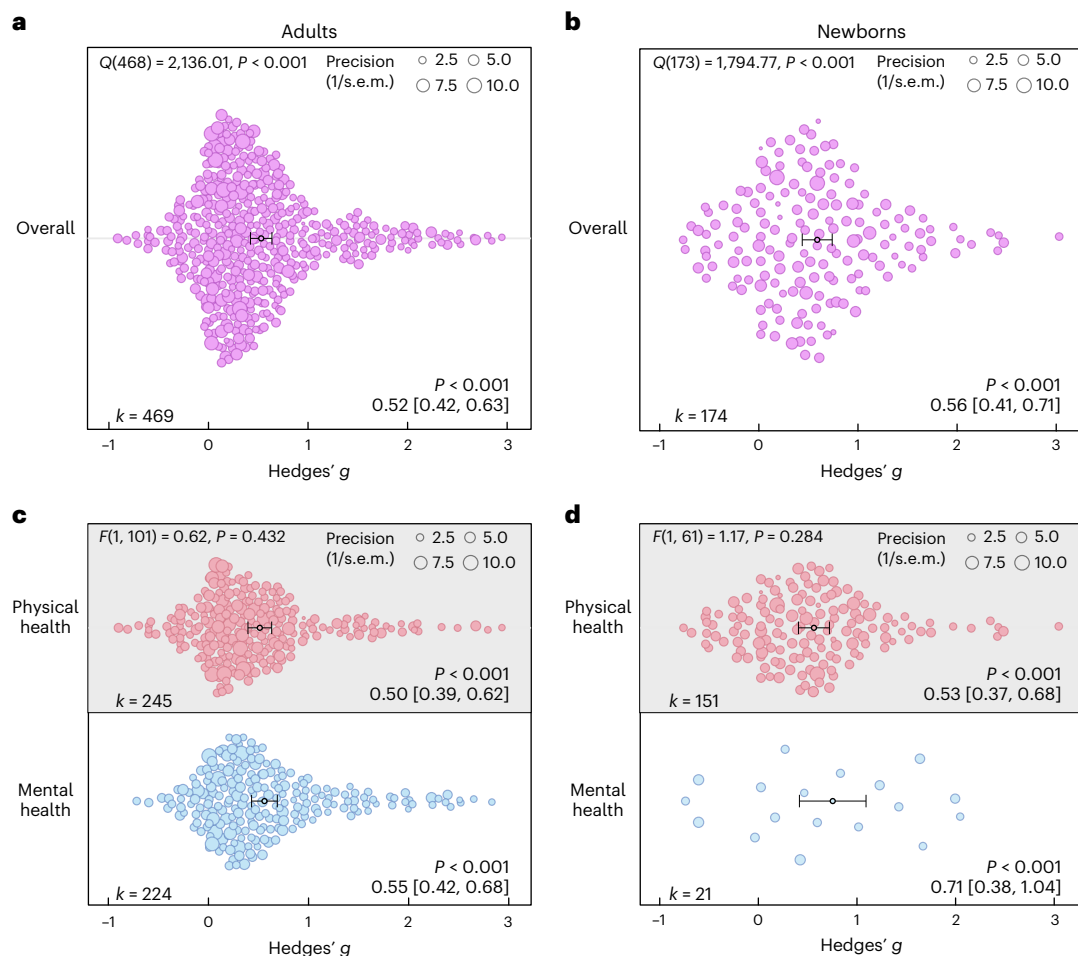 a
Adults
Q(468) = 2,136.01, P < 0.001
Precision
(1/s.e.m.)
2.5 5.0
7.5 10.0
Overall
P < 0.001
0.52 [0.42, 0.63]
k = 469
–1 0 1 2 3
Hedges’ g
b
Newborns
Q(173) = 1,794.77, P < 0.001
Precision
(1/s.e.m.)
2.5 5.0
7.5 10.0
Overall
P < 0.001
0.56 [0.41, 0.71]
k = 174
–1 0 1 2 3
Hedges’ g
c
F(1, 101) = 0.62, P = 0.432
Precision
(1/s.e.m.)
2.5 5.0
7.5 10.0
Physical
health
P < 0.001
0.50 [0.39, 0.62]
k = 245
Mental
health
P < 0.001
0.55 [0.42, 0.68]
k = 224
–1 0 1 2 3
Hedges’ g
d
F(1, 61) = 1.17, P = 0.284
Precision
(1/s.e.m.)
2.5 5.0
7.5 10.0
Physical
health
P < 0.001
0.53 [0.37, 0.68]
k = 151
Mental
health
P < 0.001
0.71 [0.38, 1.04]
k = 21
–1 0 1 2 3
Hedges’ g